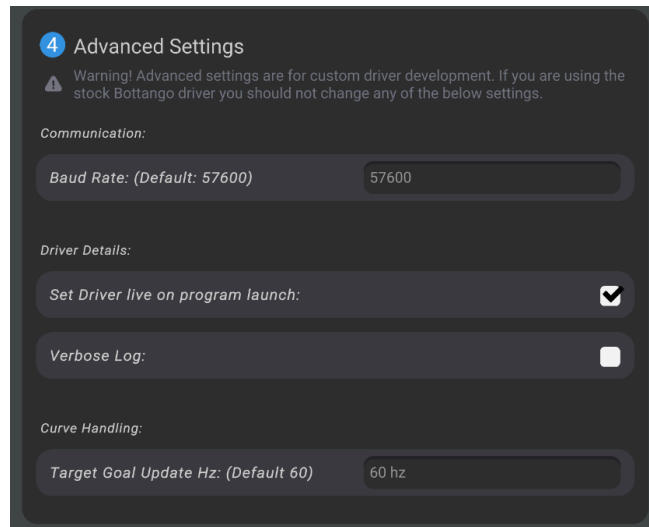 4 Advanced Settings
Warning! Advanced settings are for custom driver development. If you are using the
stock Bottango driver you should not change any of the below settings.
Communication:
Baud Rate: (Default: 57600) 57600
Driver Details:
Set Driver live on program launch:
Verbose Log:
Curve Handling:
Target Goal Update Hz: (Default 60) 60 hz